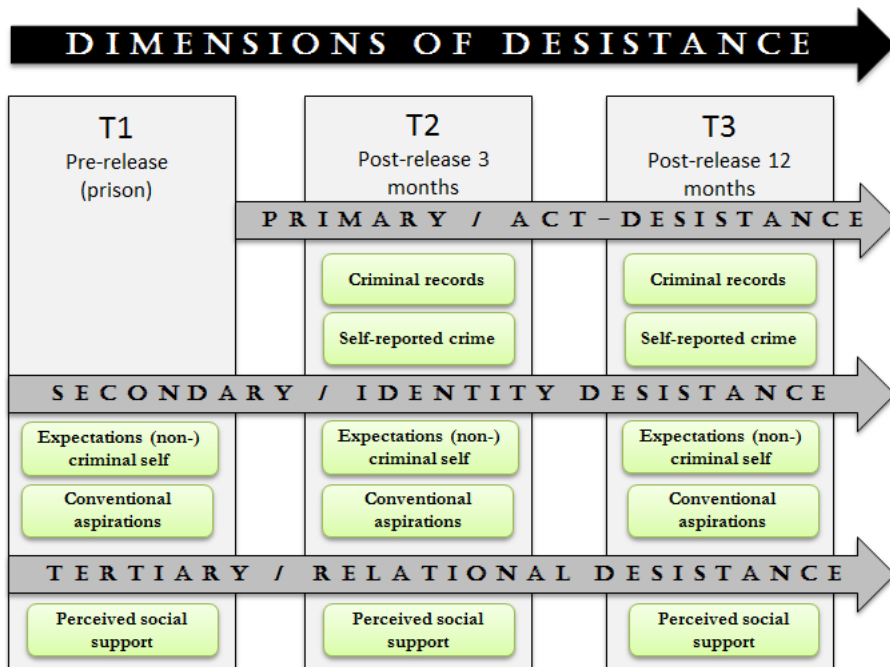 DIMENSIONS OF DESISTANCE
T1
Pre-release
(prison)
T2
Post-release 3
months
T3
Post-release 12
months
PRIMARY / ACT-DESISTANCE
Criminal records
Criminal records
Self-reported crime
Self-reported crime
SECONDARY / IDENTITY DESISTANCE
Expectations (non-)
criminal self
Expectations (non-)
criminal self
Expectations (non-)
criminal self
Conventional
aspirations
Conventional
aspirations
Conventional
aspirations
TERTIARY / RELATIONAL DESISTANCE
Perceived social
support
Perceived social
support
Perceived social
support